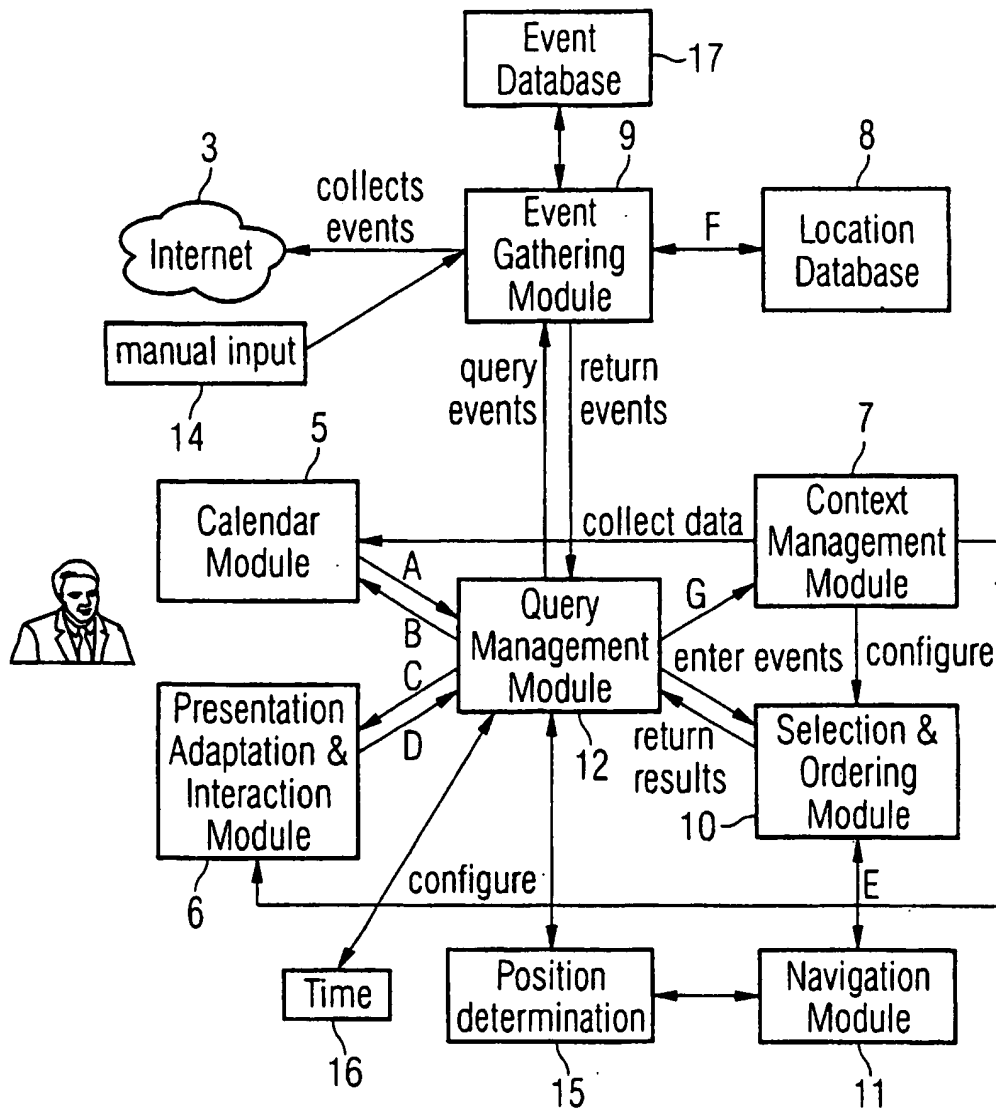 Event
Database
17
9
8
3
collects
events
Internet
Event
Gathering
Module
F
Location
Database
manual input
14
query
events
return
events
5
7
Calendar
Module
collect data
Context
Management
Module
A
B
C
D
Query
Management
Module
G
enter events
configure
Presentation
Adaptation &
Interaction
Module
12
return
results
Selection &
Ordering
Module
10
6
configure
E
Time
16
Position
determination
15
Navigation
Module
11